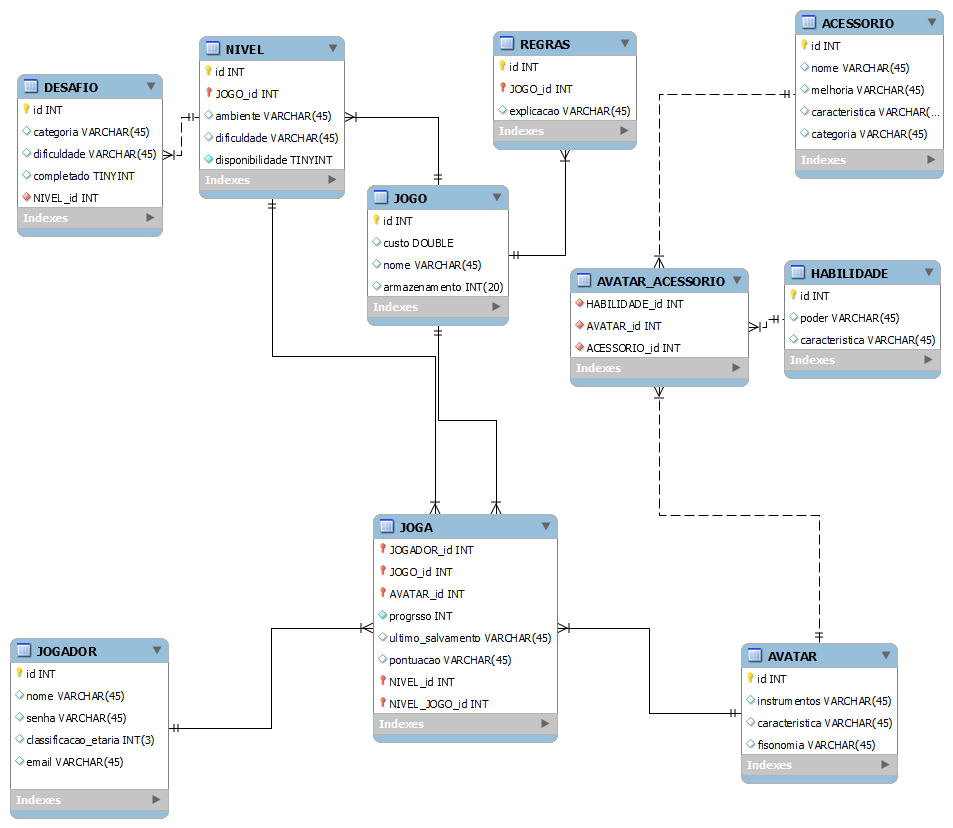 DESAFIO
id INT
categoria VARCHAR(45)
dificuldade VARCHAR(45)
completado TINYINT
NIVEL_id INT
Indexes
NIVEL
id INT
JOGO_id INT
ambiente VARCHAR(45)
dificuldade VARCHAR(45)
disponibilidade TINYINT
Indexes
REGRAS
id INT
JOGO_id INT
explicacao VARCHAR(45)
Indexes
ACESSORIO
id INT
nome VARCHAR(45)
melhoria VARCHAR(45)
caracteristica VARCHAR(...
categoria VARCHAR(45)
Indexes
JOGO
id INT
custo DOUBLE
nome VARCHAR(45)
armazenamento INT(20)
Indexes
AVATAR_ACESSORIO
HABILIDADE_id INT
AVATAR_id INT
ACESSORIO_id INT
Indexes
HABILIDADE
id INT
poder VARCHAR(45)
caracteristica VARCHAR(45)
Indexes
JOGA
JOGADOR_id INT
JOGO_id INT
AVATAR_id INT
progrsso INT
ultimo_salvamento VARCHAR(45)
pontuacao VARCHAR(45)
NIVEL_id INT
NIVEL_JOGO_id INT
Indexes
JOGADOR
id INT
nome VARCHAR(45)
senha VARCHAR(45)
classificacao_etaria INT(3)
email VARCHAR(45)
Indexes
AVATAR
id INT
instrumentos VARCHAR(45)
caracteristica VARCHAR(45)
fisonomia VARCHAR(45)
Indexes